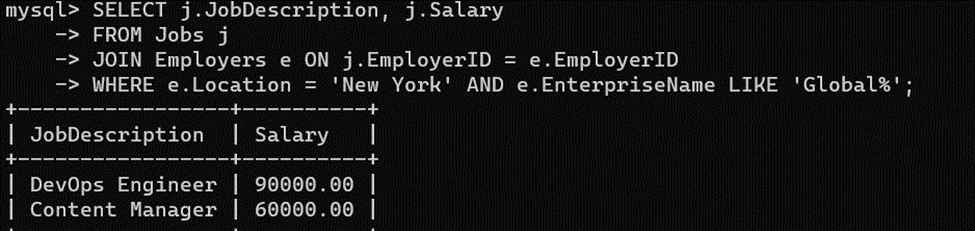 mysql> SELECT j.JobDescription, j.Salary
    -> FROM Jobs j
    -> JOIN Employers e ON j.EmployerID = e.EmployerID
    -> WHERE e.Location = 'New York' AND e.EnterpriseName LIKE 'Global%';
+-----------------+----------+
| JobDescription  | Salary   |
+-----------------+----------+
| DevOps Engineer | 90000.00 |
| Content Manager | 60000.00 |